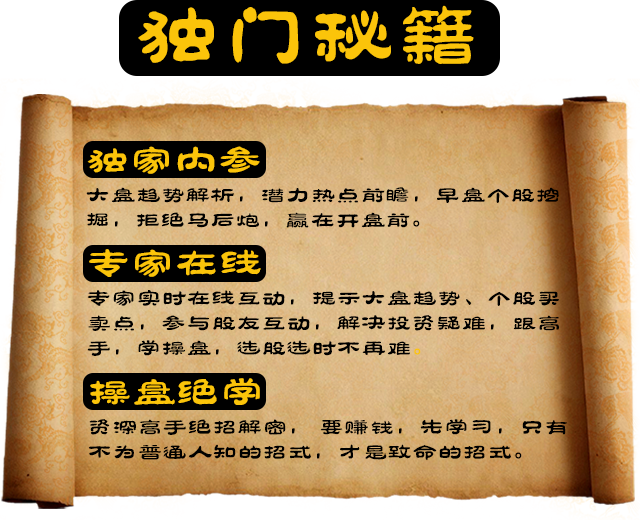 独门秘籍
独家内参
大盘趋势解析，潜力热点前瞻，早盘个股挖
掘，拒绝马后炮，赢在开盘前。
专家在线
专家实时在线互动，提示大盘趋势、个股买
卖点，参与股友互动，解决投资疑难，跟高
手，学操盘，选股选时不再难
操盘绝学
资深高手绝招解密， 要赚钱，先学习，只有
不为普通人知的招式，才是致命的招式。